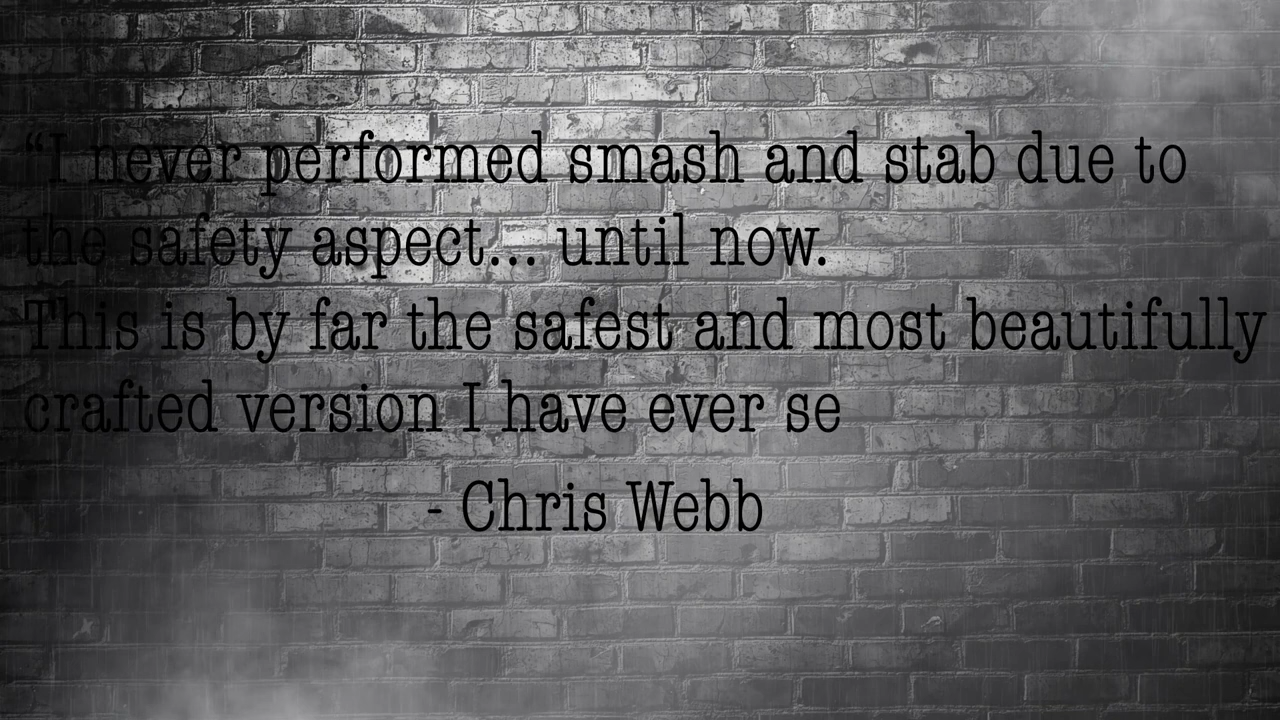 “I never performed smash and stab due to
the safety aspect... until now.
This is by far the safest and most beautifully
crafted version I have ever se
- Chris Webb